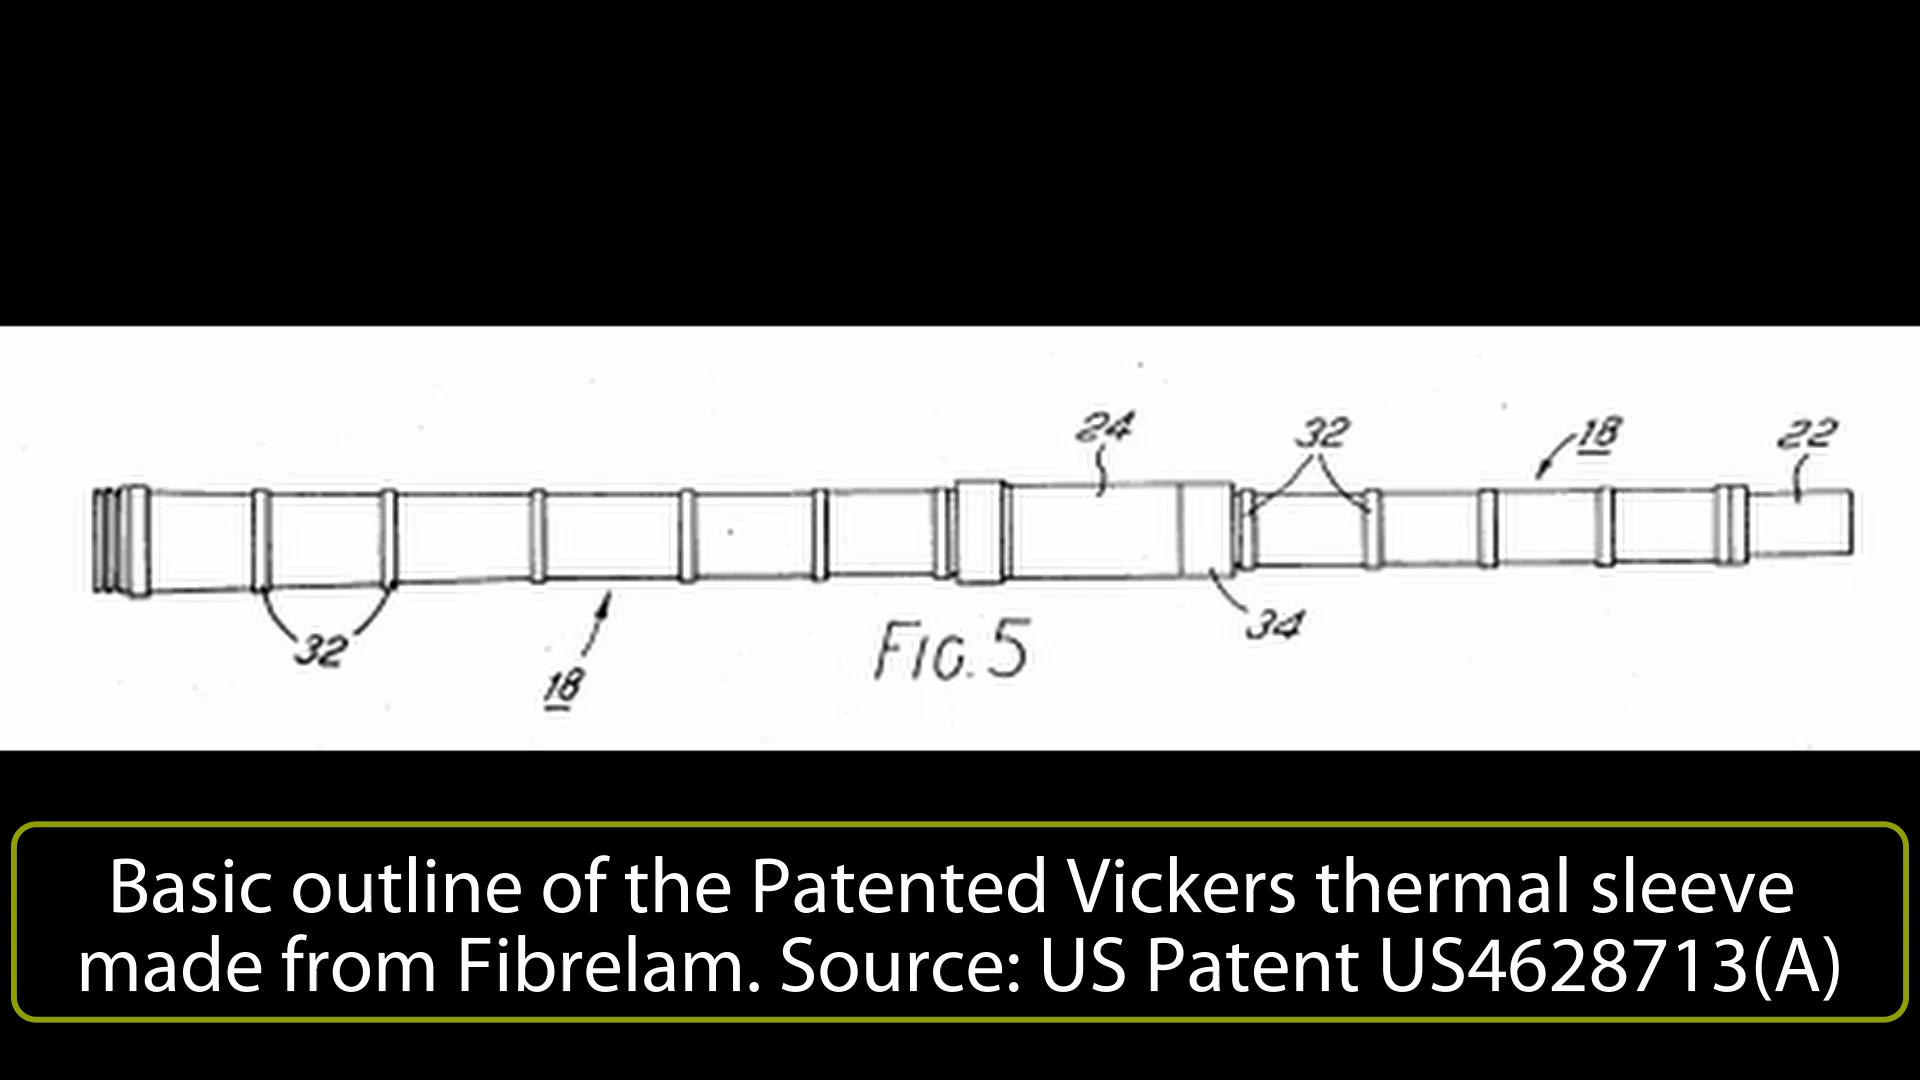 24
32
18
22
32
18
34
FIG. 5
Basic outline of the Patented Vickers thermal sleeve
made from Fibrelam. Source: US Patent US4628713(A)